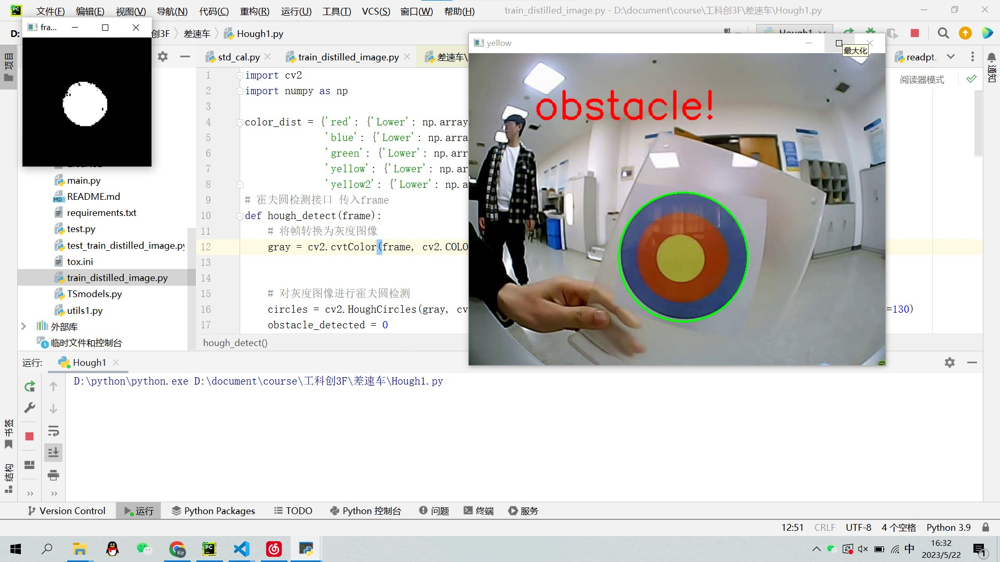 文件(F) 编辑(E) 视图(V) 导航(N) 代码(C) 重构(R) 运行(U) 工具(T) VCS(S) 窗口(W) 帮助(H) train_distilled_image.py - D:\document\course\工科创3F\差速车\Hough1.py
fra...
D: 创3F 差速车 Hough1.py
Hough1
yellow
最大化
项目
std_cal.py train_distilled_image.py 差速车\
readpt.
通知
阅读器模式
1 import cv2
2 import numpy as np
3
4 color_dist = {'red': {'Lower': np.array
5 'blue': {'Lower': np.arra
6 'green': {'Lower': np.arr
7 'yellow': {'Lower': np.ar
8 'yellow2': {'Lower': np.a
9 # 霍夫圆检测接口 传入frame
10 def hough_detect(frame):
11 # 将帧转换为灰度图像
12 gray = cv2.cvtColor(frame, cv2.COLO
13
14
15 # 对灰度图像进行霍夫圆检测
16 circles = cv2.HoughCircles(gray, cv =130)
17 obstacle_detected = 0
hough_detect()
obstacle!
main.py
README.md
requirements.txt
test.py
test_train_distilled_image.py
tox.ini
train_distilled_image.py
TSmodels.py
utils1.py
外部库
临时文件和控制台
运行: Hough1
D:\python\python.exe D:\document\course\工科创3F\差速车\Hough1.py
书签
结构
Version Control 运行 Python Packages TODO Python 控制台 问题 终端 服务
12:51 CRLF UTF-8 4 个空格 Python 3.9
中
16:32
2023/5/22
1